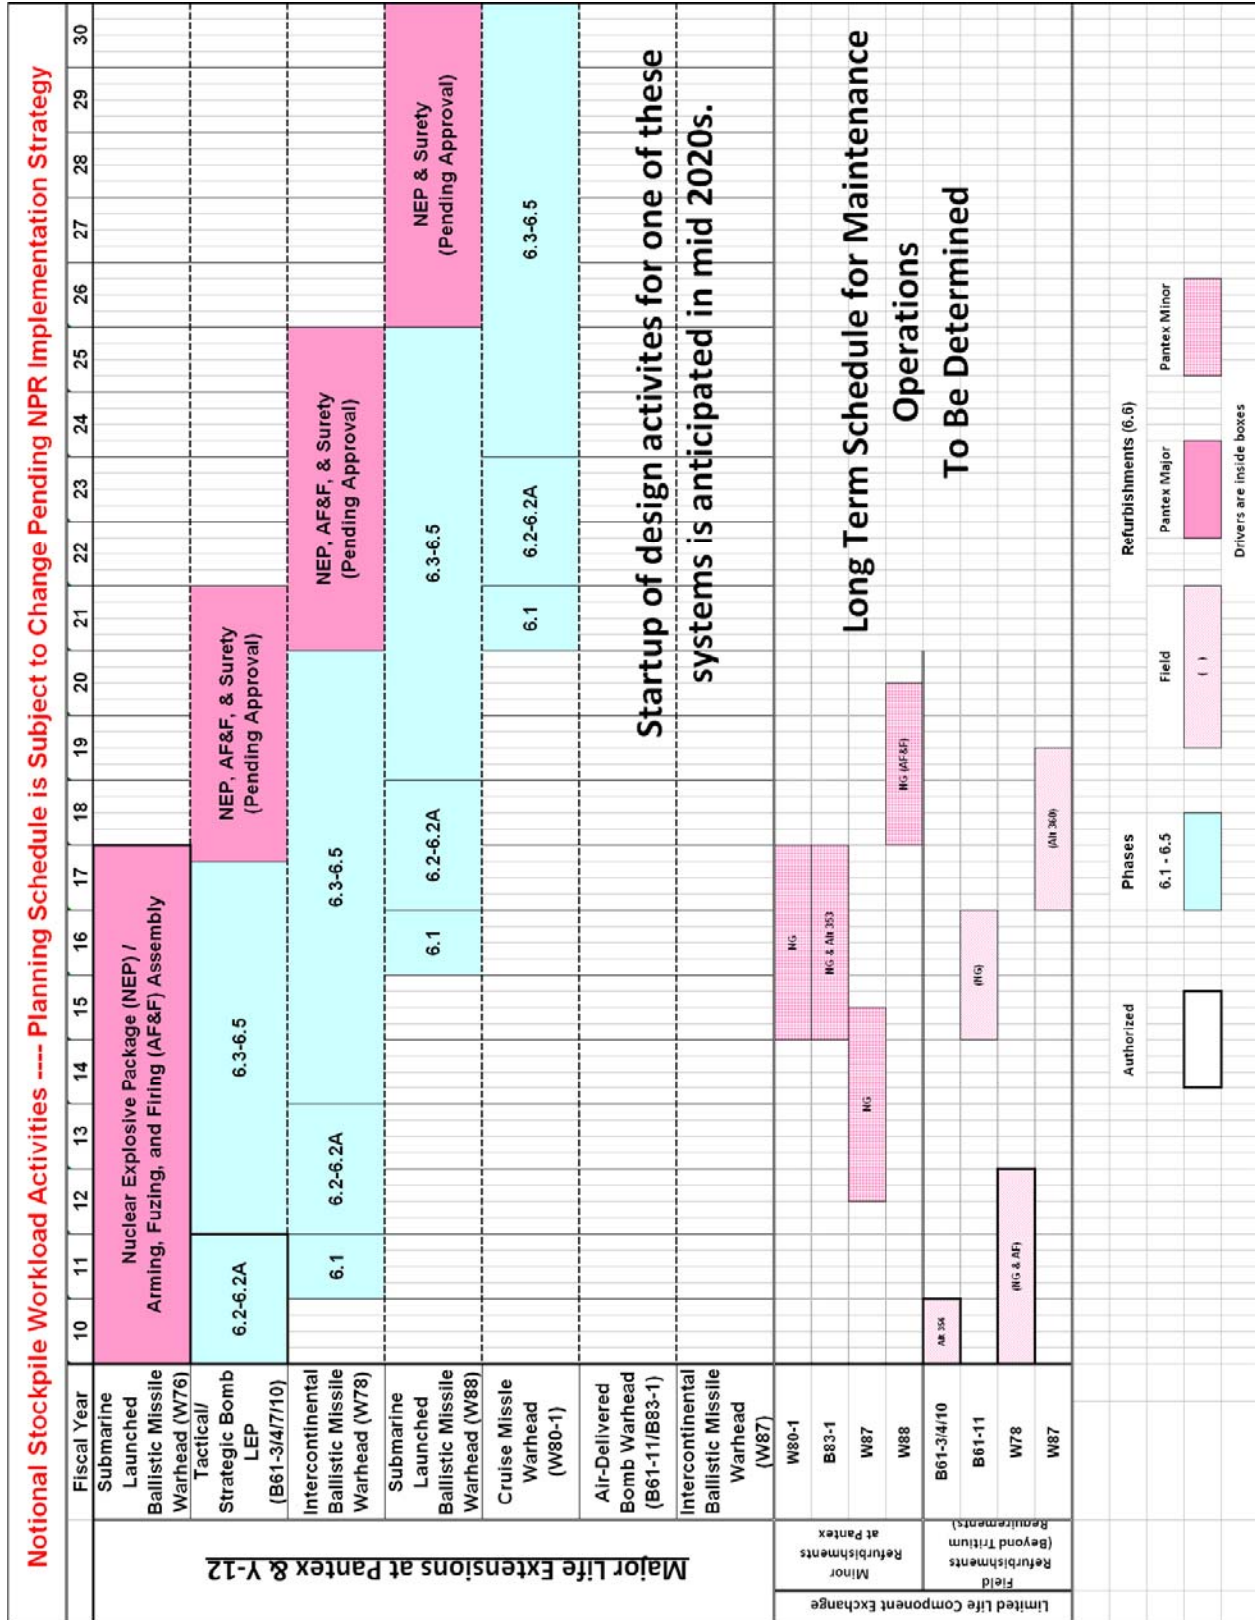 Notional Stockpile Workload Activities ---- Planning Schedule is Subject to Change Pending NPR Implementation Strategy
Fiscal Year
10
11
12
13
14
15
16
17
18
19
20
21
22
23
24
25
26
27
28
29
30
Major Life Extensions at Pantex & Y-12
Submarine
Launched
Ballistic Missile
Warhead (W76)
Nuclear Explosive Package (NEP) /
Arming, Fuzing, and Firing (AF&F) Assembly
Tactical/
Strategic Bomb
LEP
(B61-3/4/7/10)
6.2-6.2A
6.3-6.5
NEP, AF&F, & Surety
(Pending Approval)
Intercontinental
Ballistic Missile
Warhead (W78)
6.1
6.2-6.2A
6.3-6.5
NEP, AF&F, & Surety
(Pending Approval)
Submarine
Launched
Ballistic Missile
Warhead (W88)
6.1
6.2-6.2A
6.3-6.5
NEP & Surety
(Pending Approval)
Cruise Missle
Warhead
(W80-1)
6.1
6.2-6.2A
6.3-6.5
Air-Delivered
Bomb Warhead
(B61-11/B83-1)
Intercontinental
Ballistic Missile
Warhead
(W87)
Startup of design activites for one of these
systems is anticipated in mid 2020s.
Limited Life Component Exchange
Minor
Refurbishments
at Pantex
W80-1
NG
B83-1
NG & Alt 353
W87
NG
W88
NG (AF&F)
Field
Refurbishments
(Beyond Tritium
Requirements)
B61-3/4/10
Alt 356
B61-11
(NG)
W78
(NG & AF)
W87
(Alt 360)
Long Term Schedule for Maintenance
Operations
To Be Determined
Authorized
Phases
6.1 - 6.5
Refurbishments (6.6)
Field
( )
Pantex Major
Pantex Minor
Drivers are inside boxes